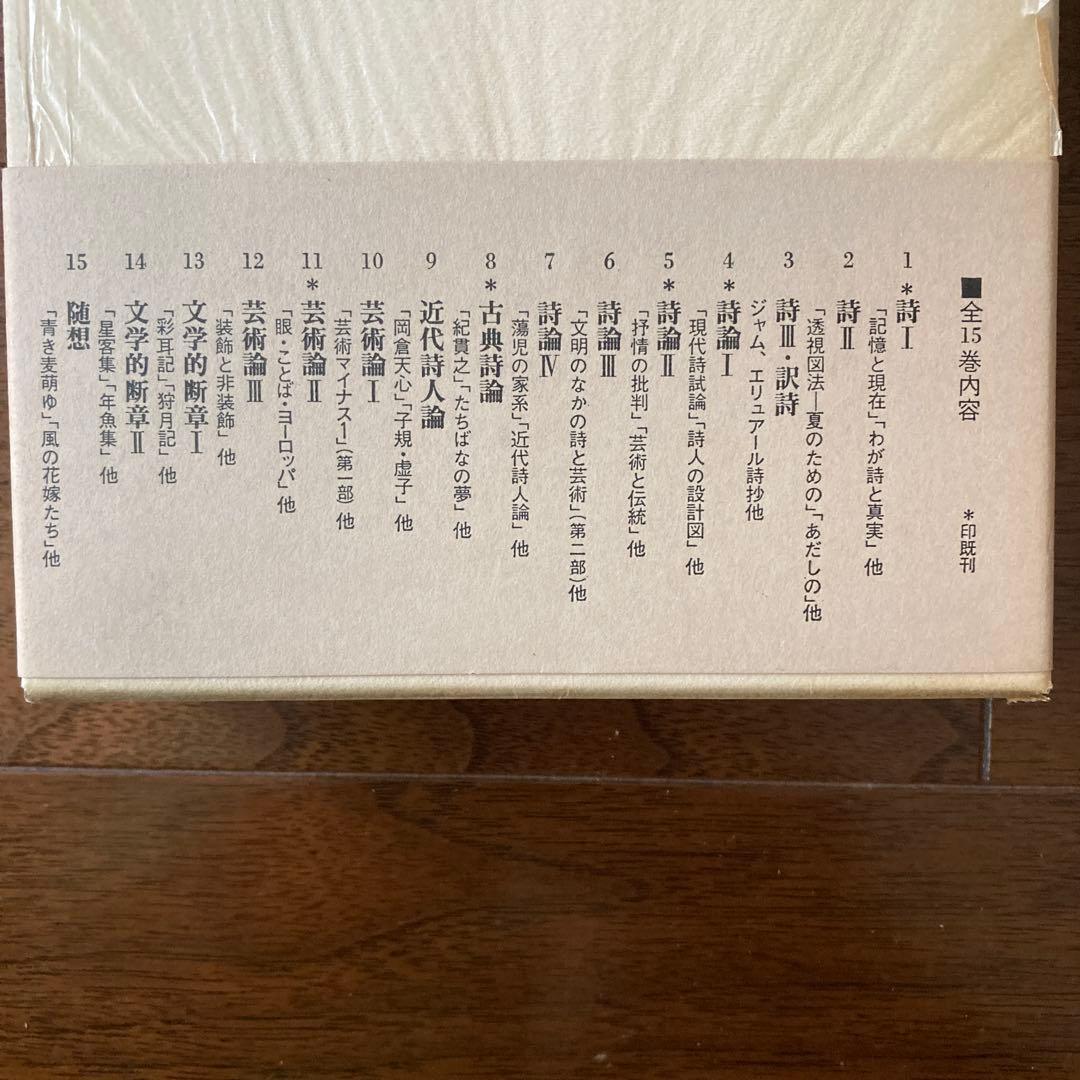 ■全15巻内容　＊印既刊
1＊詩Ⅰ
「記憶と現在」「わが詩と真実」他
2　詩Ⅱ
「透視図法―夏のための」「あだしの」他
3　詩Ⅲ・訳詩
ジャム、エリュアール詩抄他
4＊詩論Ⅰ
「現代詩試論」「詩人の設計図」他
5＊詩論Ⅱ
「抒情の批判」「芸術と伝統」他
6　詩論Ⅲ
「文明のなかの詩と芸術」(第二部)他
7　詩論Ⅳ
「蕩児の家系」「近代詩人論」他
8＊古典詩論
「紀貫之」「たちばなの夢」他
9　近代詩人論
「岡倉天心」「子規・虚子」他
10　芸術論Ⅰ
「芸術マイナス1」(第一部)他
11＊芸術論Ⅱ
「眼・ことば・ヨーロッパ」他
12　芸術論Ⅲ
「装飾と非装飾」他
13　文学的断章Ⅰ
「彩耳記」「狩月記」他
14　文学的断章Ⅱ
「星客集」「年魚集」他
15　随想
「青き麦萌ゆ」「風の花嫁たち」他